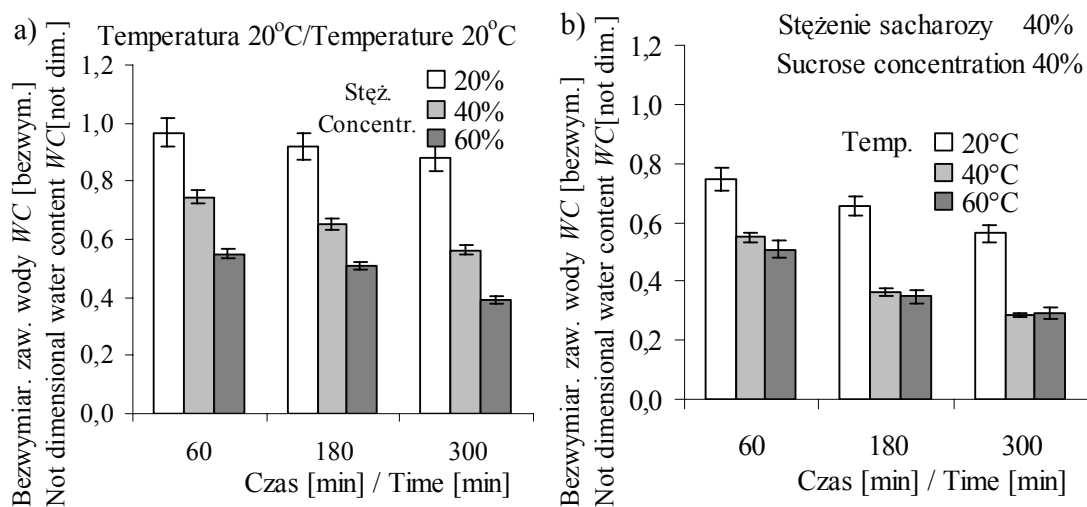 a)
Temperatura 20°C/Temperature 20°C
Bezwymiar. zaw. wody WC [bezwym.]
Not dimensional water content WC[not dim.]
1,2
1,0
0,8
0,6
0,4
0,2
0,0
Stęż.
Concentr.
20%
40%
60%
60 180 300
Czas [min] / Time [min]
b)
Stężenie sacharozy 40%
Sucrose concentration 40%
Bezwymiar. zaw. wody WC [bezwym.]
Not dimensional water content WC[not dim.]
1,2
1,0
0,8
0,6
0,4
0,2
0,0
Temp.
20°C
40°C
60°C
60 180 300
Czas [min] / Time [min]